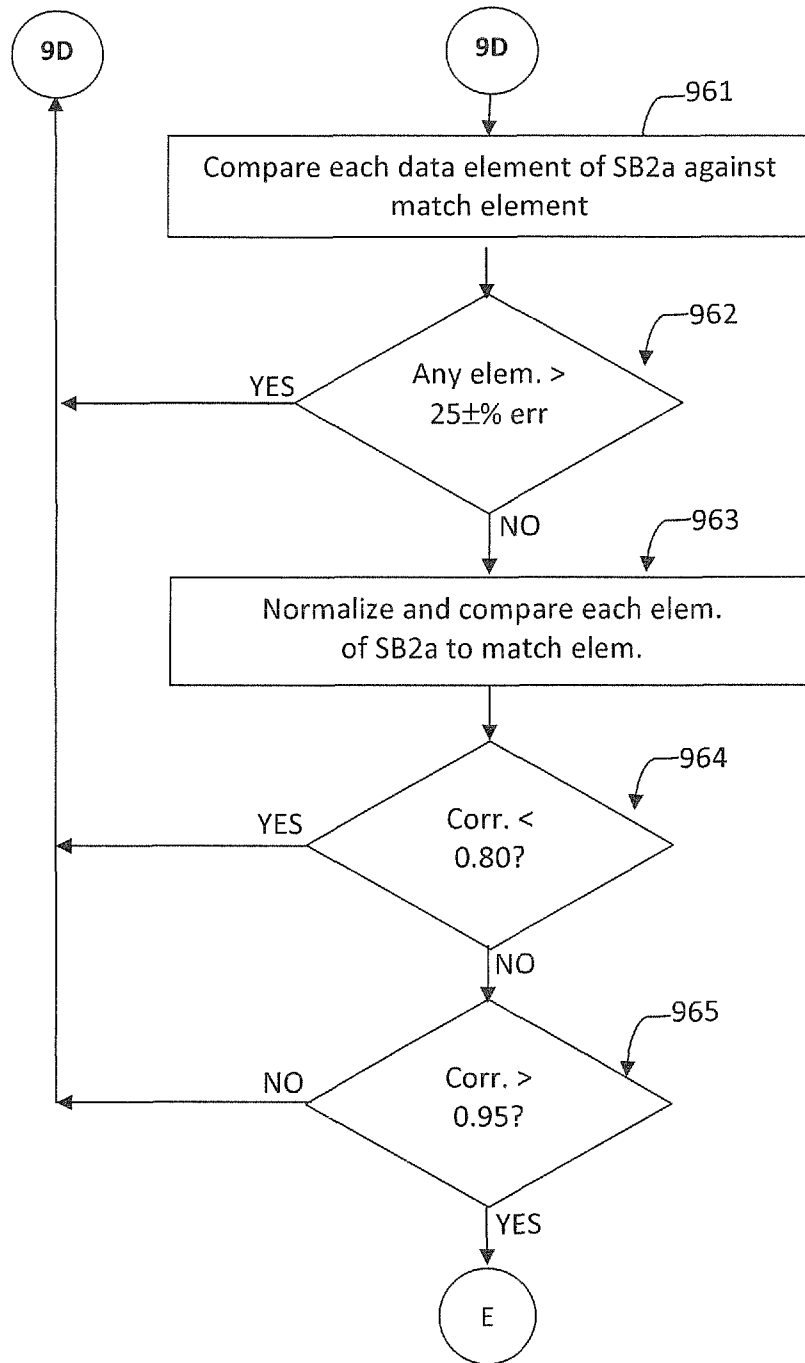 9D
9D
961
Compare each data element of SB2a against
match element
962
Any elem. >
25±% err
YES
NO
963
Normalize and compare each elem.
of SB2a to match elem.
964
Corr. <
0.80?
YES
NO
965
Corr. >
0.95?
NO
YES
E